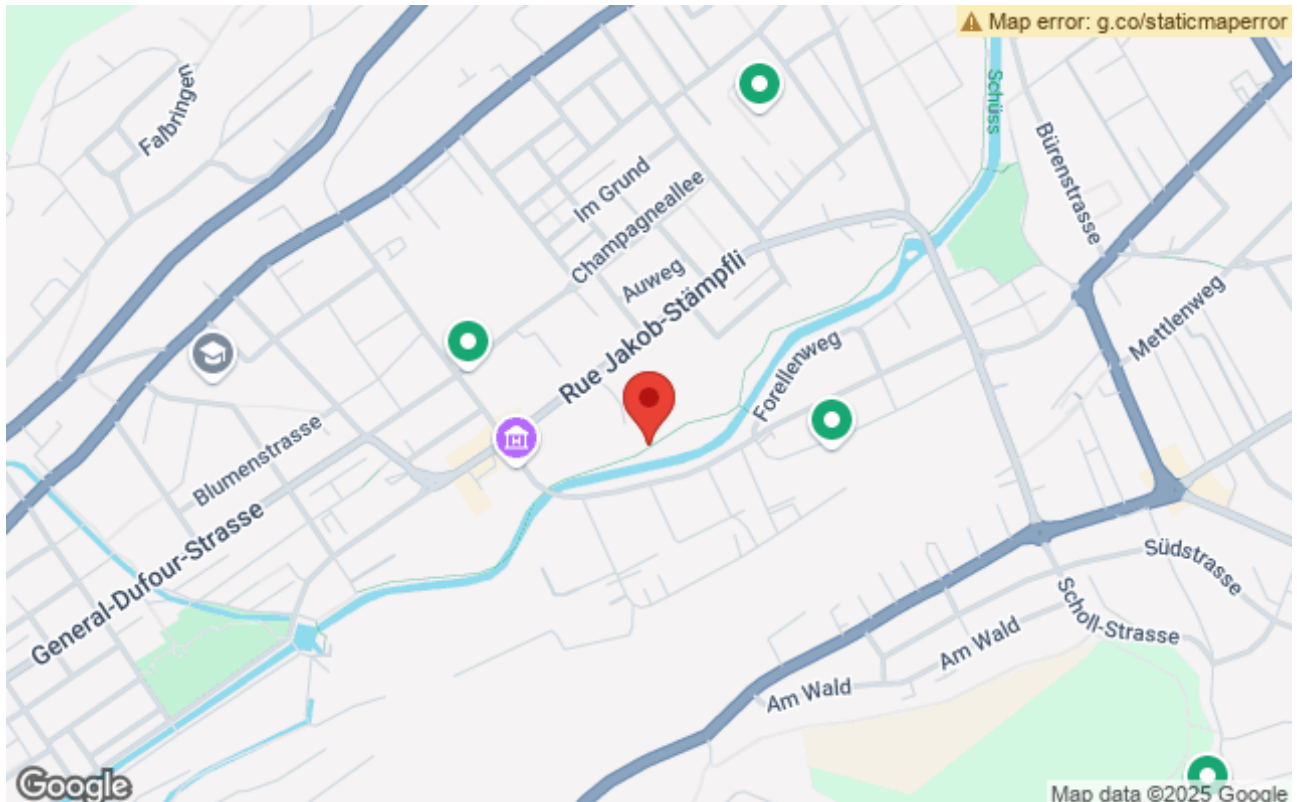 Map error: g.co/staticmaperror
Falbringen
Schüss
Bürenstrasse
Im Grund
Champagneallee
Auweg
Rue Jakob-Stämpfli
Mettlenweg
Forellenweg
Blumenstrasse
General-Dufour-Strasse
Südstrasse
Scholl-Strasse
Am Wald
Am Wald
Google
Map data ©2025 Google